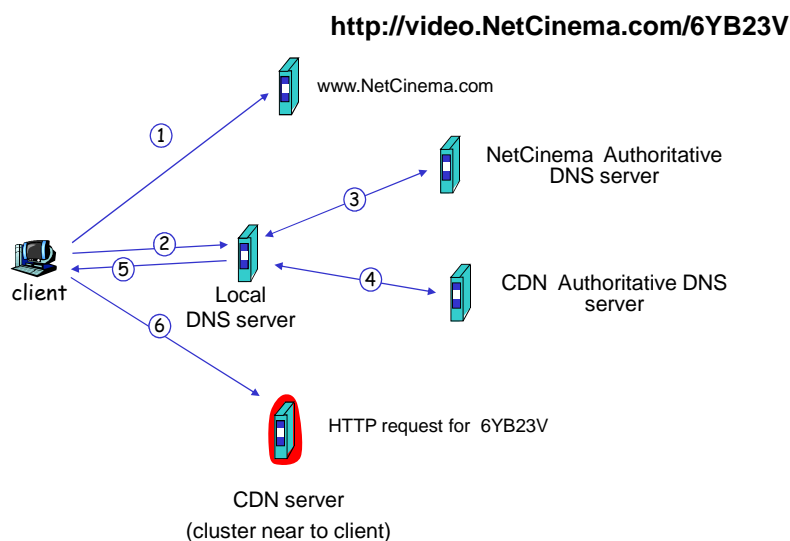 http://video.NetCinema.com/6YB23V
www.NetCinema.com
1
NetCinema Authoritative
DNS server
3
2
5
client
Local
DNS server
4
CDN Authoritative DNS
server
6
HTTP request for 6YB23V
CDN server
(cluster near to client)